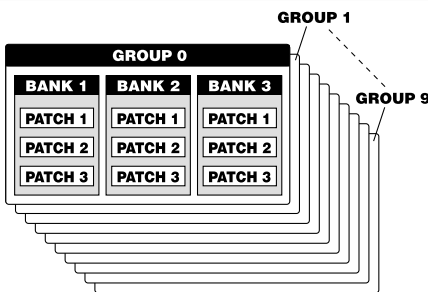 GROUP 1
GROUP 0
GROUP 9
BANK 1 BANK 2 BANK 3
PATCH 1 PATCH 1 PATCH 1
PATCH 2 PATCH 2 PATCH 2
PATCH 3 PATCH 3 PATCH 3